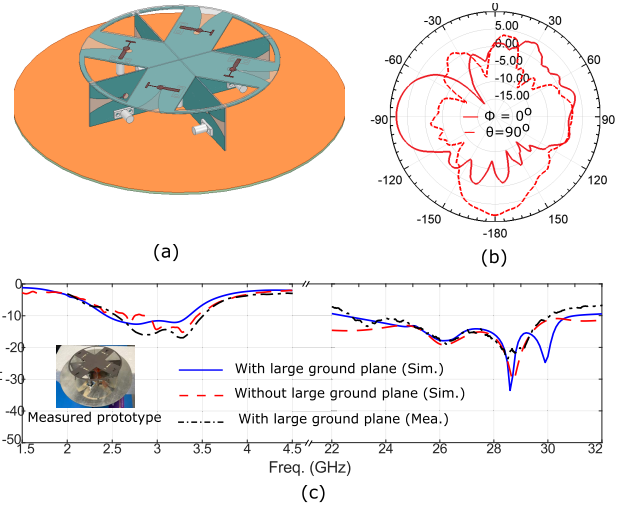 0
-30
30
-60
60
-90
90
-120
120
-150
150
-180
5.00
0.00
-5.00
-10.00
-15.00
Φ = 0⁰
θ=90⁰
(a)
(b)
0
-10
-20
-30
-40
-50
With large ground plane (Sim.)
Without large ground plane (Sim.)
With large ground plane (Mea.)
Measured prototype
1.5 2 2.5 3 3.5 4 4.5 22 24 26 28 30 32
Freq. (GHz)
(c)